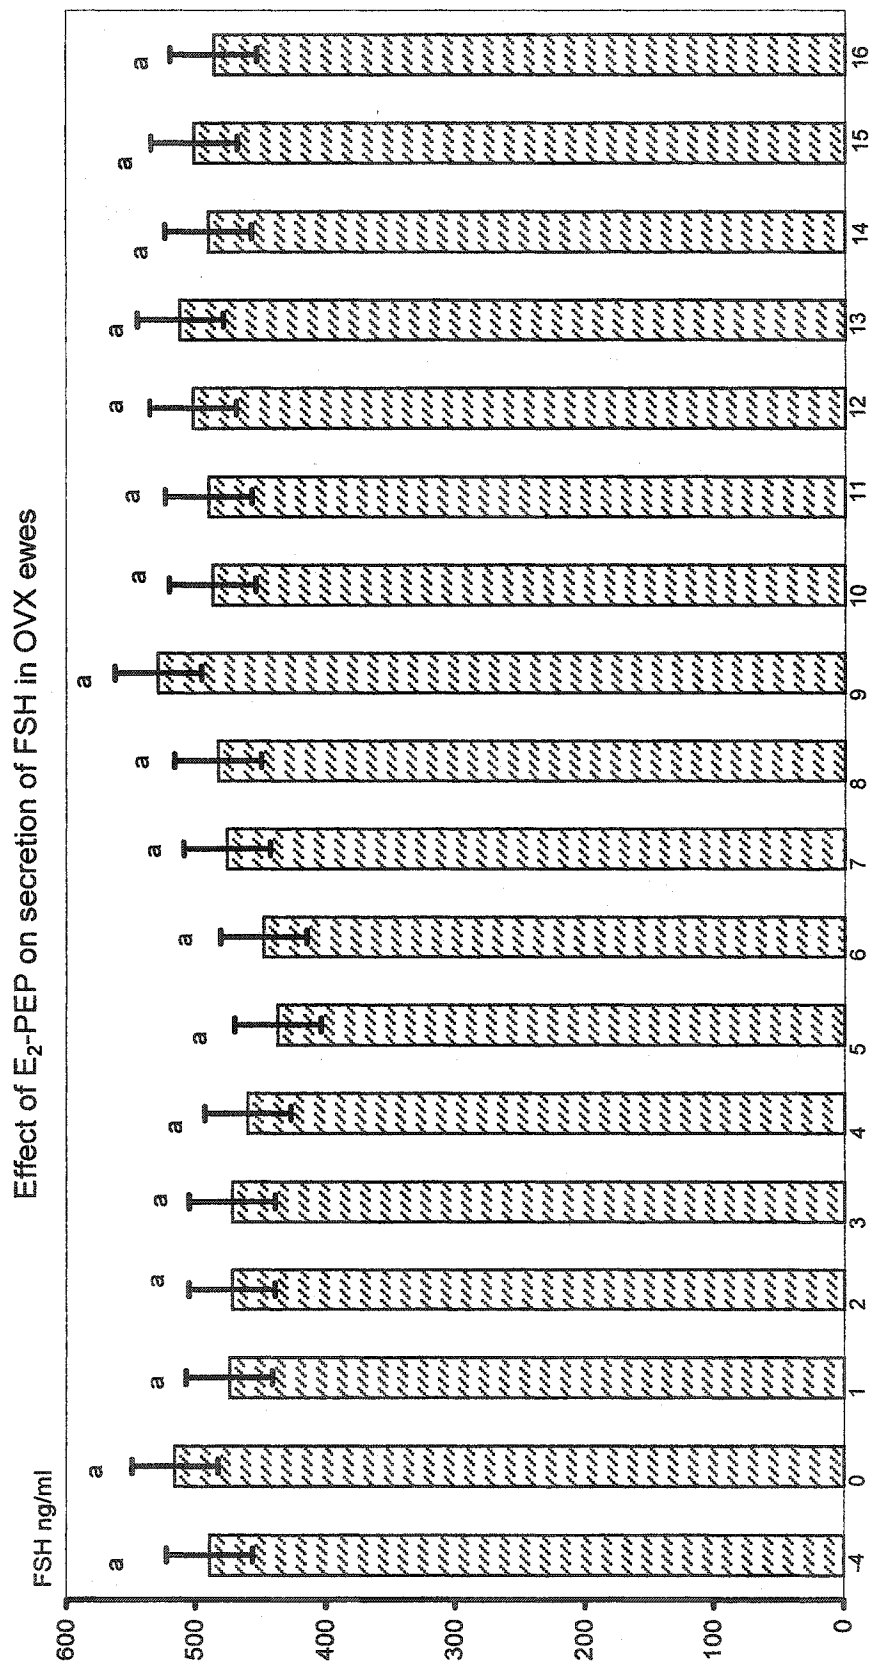 Effect of E₂-PEP on secretion of FSH in OVX ewes
FSH ng/ml
600
500
400
300
200
100
0
a a a a a a a a a a a a a a a a a a
-4 0 1 2 3 4 5 6 7 8 9 10 11 12 13 14 15 16